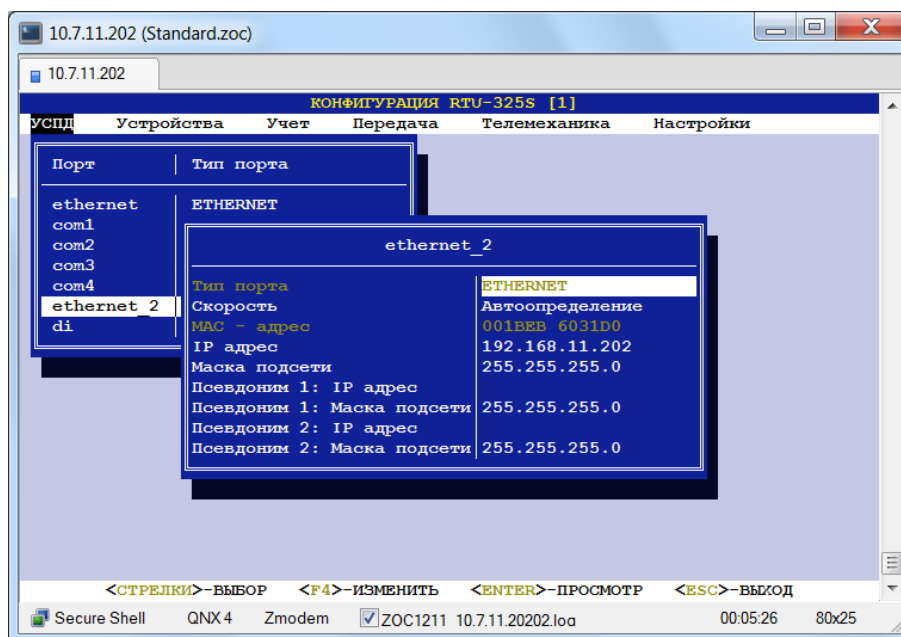 10.7.11.202 (Standard.zoc)
10.7.11.202
КОНФИГУРАЦИЯ RTU-325S [1]
УСПД Устройства Учет Передача Телемеханика Настройки
Порт Тип порта
ethernet ETHERNET
com1
com2
com3
com4
ethernet_2
di
ethernet_2
Тип порта ETHERNET
Скорость Автоопределение
MAC - адрес 001BEB 6031D0
IP адрес 192.168.11.202
Маска подсети 255.255.255.0
Псевдоним 1: IP адрес
Псевдоним 1: Маска подсети 255.255.255.0
Псевдоним 2: IP адрес
Псевдоним 2: Маска подсети 255.255.255.0
<СТРЕЛКИ>-ВЫБОР <F4>-ИЗМЕНИТЬ <ENTER>-ПРОСМОТР <ESC>-ВЫХОД
Secure Shell QNX 4 Zmodem ZOC1211_10.7.11.20202.log 00:05:26 80x25